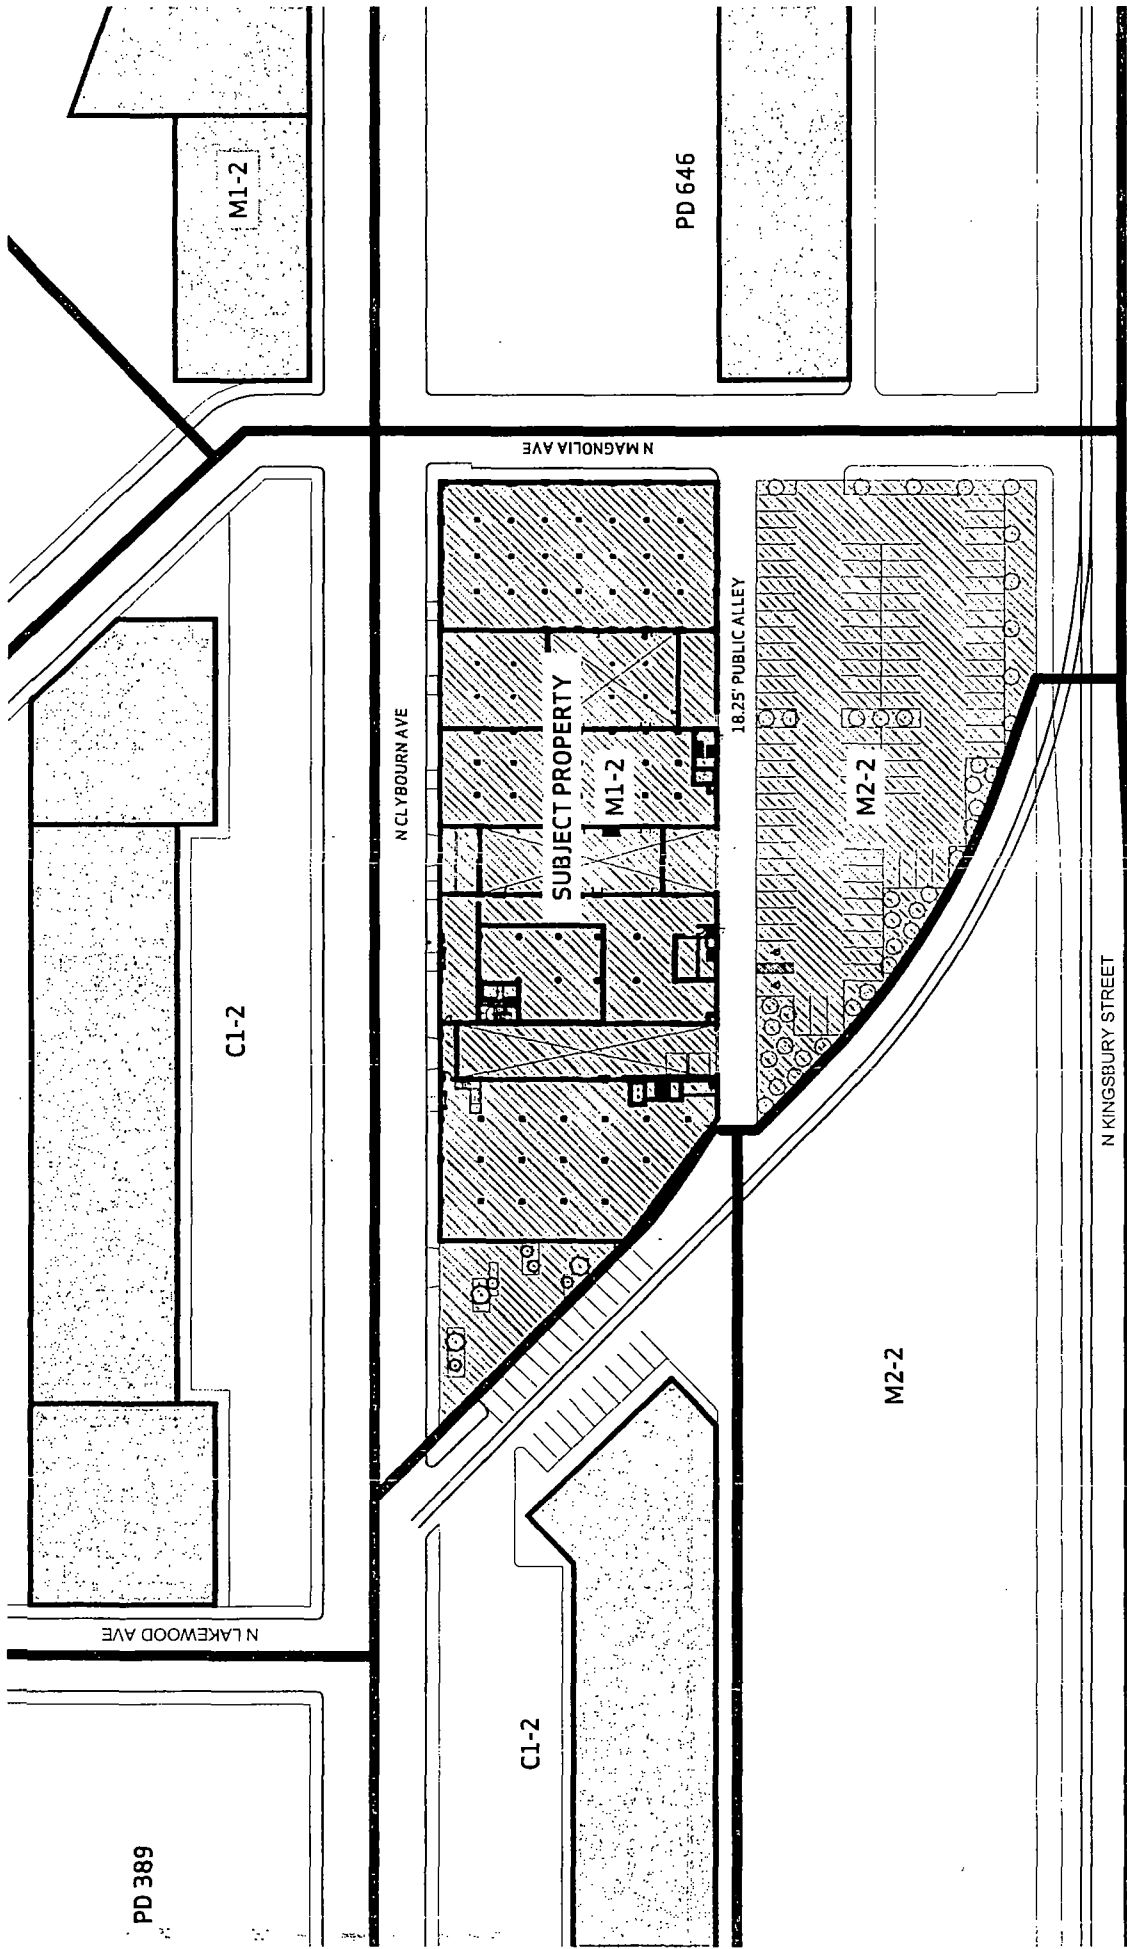 M1-2
PD 646
N MAGNOLIA AVE
N CLYBOURN AVE
SUBJECT PROPERTY
M1-2
18.25' PUBLIC ALLEY
M2-2
C1-2
N KINGSBURY STREET
M2-2
N LAKEWOOD AVE
C1-2
PD 389